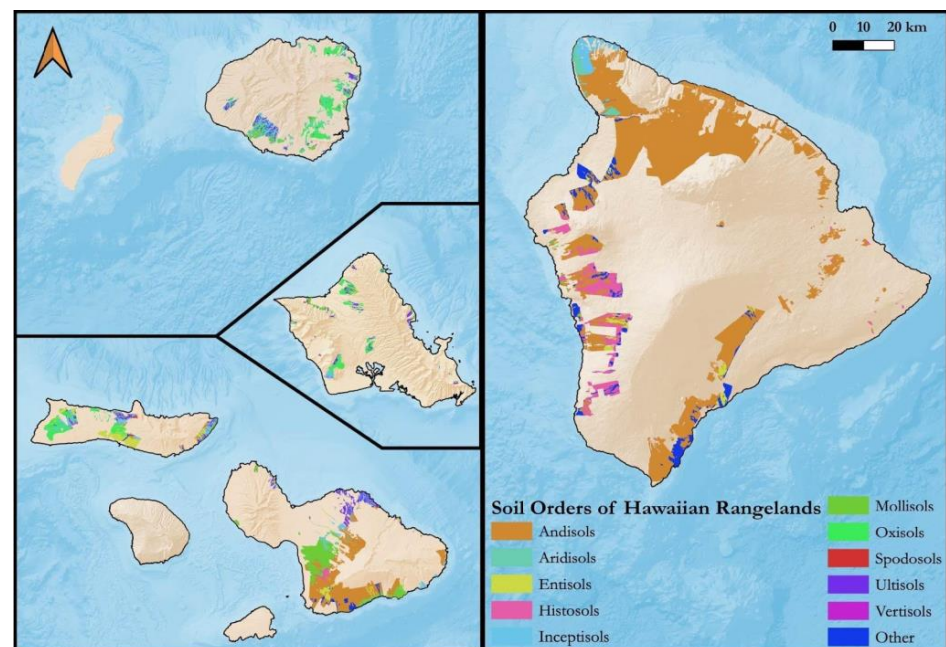 0 10 20 km
Soil Orders of Hawaiian Rangelands
Andisols
Aridisols
Entisols
Histosols
Inceptisols
Mollisols
Oxisols
Spodosols
Ultisols
Vertisols
Other